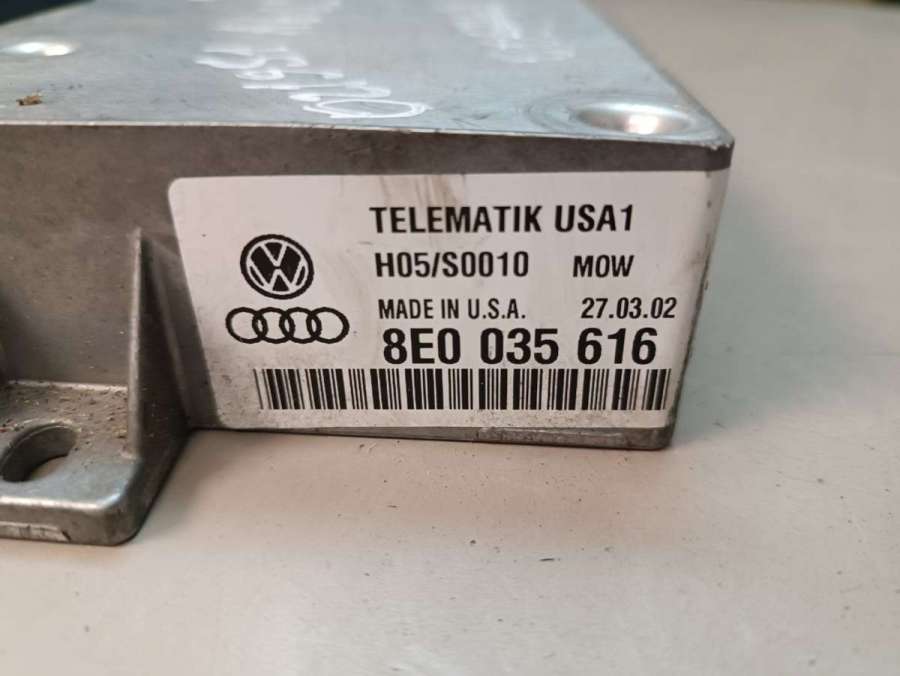 TELEMATIK USA1
H05/S0010 MOW
MADE IN U.S.A. 27.03.02
8E0 035 616